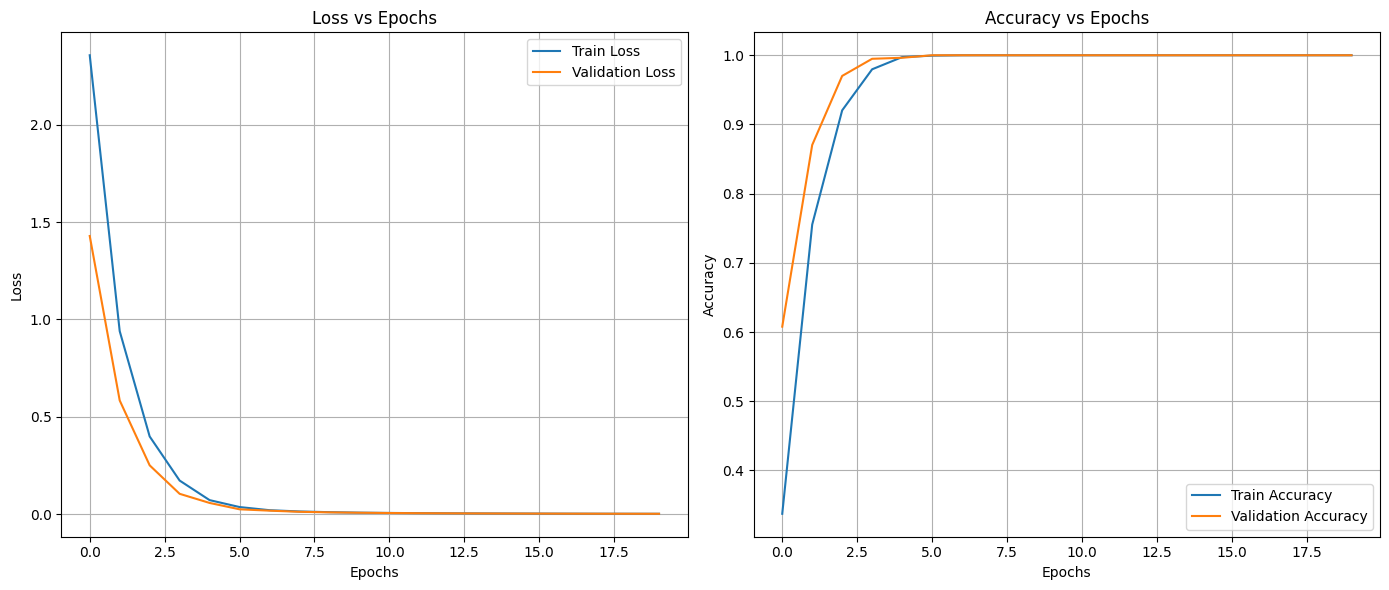 Loss vs Epochs
Train Loss
Validation Loss
2.0
1.5
1.0
0.5
0.0
Loss
0.0 2.5 5.0 7.5 10.0 12.5 15.0 17.5
Epochs
Accuracy vs Epochs
1.0
0.9
0.8
0.7
0.6
0.5
0.4
Accuracy
Train Accuracy
Validation Accuracy
0.0 2.5 5.0 7.5 10.0 12.5 15.0 17.5
Epochs